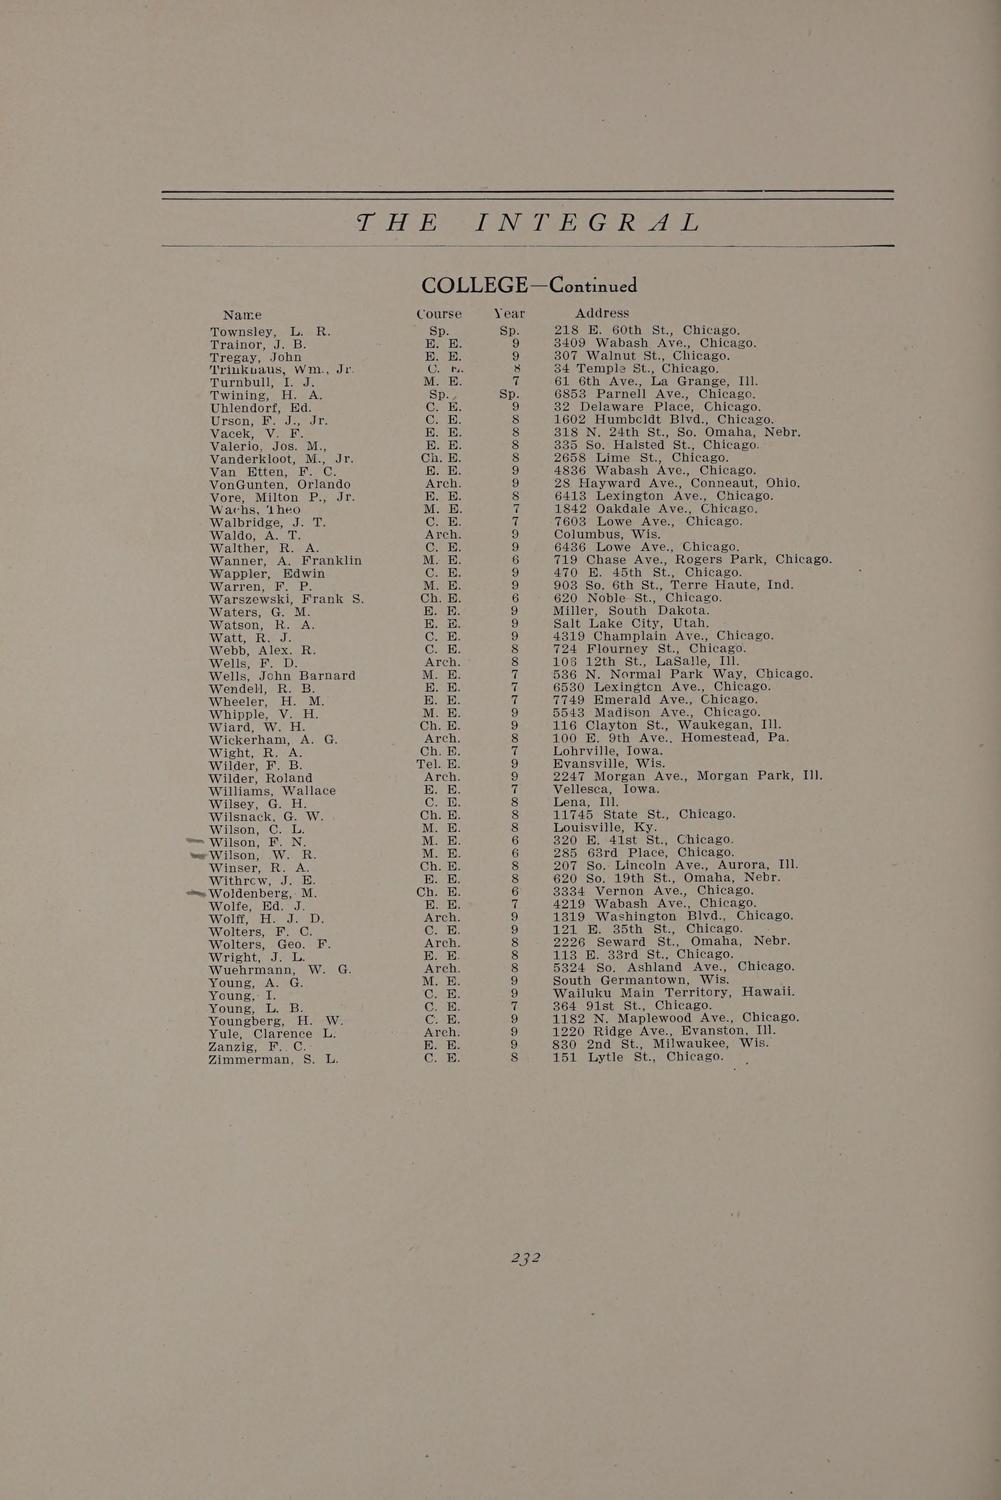 THE INTEGRAL
COLLEGE—Continued
Name Course Year Address
Townsley, L. R. Sp. Sp. 218 E. 60th St., Chicago.
Trainor, J. B. E. E. 9 3409 Wabash Ave., Chicago.
Tregay, John E. E. 9 307 Walnut St., Chicago.
Trinkhaus, Wm., Jr. C. E. 8 34 Temple St., Chicago.
Turnbull, I. J. M. E. 7 61 6th Ave., La Grange, Ill.
Twining, H. A. Sp., Sp. 6853 Parnell Ave., Chicago.
Uhlendorf, Ed. C. E. 9 32 Delaware Place, Chicago.
Urson, F. J., Jr. C. E. 8 1602 Humboldt Blvd., Chicago.
Vacek, V. F. E. E. 8 318 N. 24th St., So. Omaha, Nebr.
Valerio, Jos. M., E. E. 8 335 So. Halsted St., Chicago.
Vanderkloot, M., Jr. Ch. E. 8 2658 Lime St., Chicago.
Van Etten, F. C. E. E. 9 4836 Wabash Ave., Chicago.
VonGunten, Orlando Arch. 9 28 Hayward Ave., Conneaut, Ohio.
Vore, Milton P., Jr. E. E. 8 6413 Lexington Ave., Chicago.
Wachs, Theo M. E. 7 1842 Oakdale Ave., Chicago.
Walbridge, J. T. C. E. 7 7603 Lowe Ave., Chicago.
Waldo, A. T. Arch. 9 Columbus, Wis.
Walther, R. A. C. E. 9 6436 Lowe Ave., Chicago.
Wanner, A. Franklin M. E. 6 719 Chase Ave., Rogers Park, Chicago.
Wappler, Edwin C. E. 9 470 E. 45th St., Chicago.
Warren, F. P. M. E. 9 903 So. 6th St., Terre Haute, Ind.
Warszewski, Frank S. Ch. E. 6 620 Noble St., Chicago.
Waters, G. M. E. E. 9 Miller, South Dakota.
Watson, R. A. E. E. 9 Salt Lake City, Utah.
Watt, R. J. C. E. 9 4319 Champlain Ave., Chicago.
Webb, Alex. R. C. E. 8 724 Flourney St., Chicago.
Wells, F. D. Arch. 8 106 12th St., LaSalle, Ill.
Wells, John Barnard M. E. 7 536 N. Normal Park Way, Chicago.
Wendell, R. B. E. E. 7 6530 Lexington Ave., Chicago.
Wheeler, H. M. E. E. 7 7749 Emerald Ave., Chicago.
Whipple, V. H. M. E. 9 5543 Madison Ave., Chicago.
Wiard, W. H. Ch. E. 9 116 Clayton St., Waukegan, Ill.
Wickerham, A. G. Arch. 8 100 E. 9th Ave., Homestead, Pa.
Wight, R. A. Ch. E. 7 Lohrville, Iowa.
Wilder, F. B. Tel. E. 9 Evansville, Wis.
Wilder, Roland Arch. 9 2247 Morgan Ave., Morgan Park, Ill.
Williams, Wallace E. E. 7 Vellesca, Iowa.
Wilsey, G. H. C. E. 8 Lena, Ill.
Wilsnack, G. W. Ch. E. 8 11745 State St., Chicago.
Wilson, C. L. M. E. 8 Louisville, Ky.
Wilson, F. N. M. E. 6 320 E. 41st St., Chicago.
Wilson, W. R. M. E. 6 285 63rd Place, Chicago.
Winser, R. A. Ch. E. 8 207 So. Lincoln Ave., Aurora, Ill.
Withrow, J. E. E. E. 8 620 So. 19th St., Omaha, Nebr.
Woldenberg, M. Ch. E. 6 3334 Vernon Ave., Chicago.
Wolfe, Ed. J. E. E. 7 4219 Wabash Ave., Chicago.
Wolff, H. J. D. Arch. 9 1319 Washington Blvd., Chicago.
Wolters, F. C. C. E. 9 121 E. 35th St., Chicago.
Wolters, Geo. F. Arch. 8 2226 Seward St., Omaha, Nebr.
Wright, J. L. E. E. 8 113 E. 33rd St., Chicago.
Wuehrmann, W. G. Arch. 8 5324 So. Ashland Ave., Chicago.
Young, A. G. M. E. 9 South Germantown, Wis.
Young, I. C. E. 9 Wailuku Main Territory, Hawaii.
Young, L. B. C. E. 7 364 91st St., Chicago.
Youngberg, H. W. C. E. 9 1182 N. Maplewood Ave., Chicago.
Yule, Clarence L. Arch. 9 1220 Ridge Ave., Evanston, Ill.
Zanzig, F. C. E. E. 9 830 2nd St., Milwaukee, Wis.
Zimmerman, S. L. C. E. 8 151 Lytle St., Chicago.
232